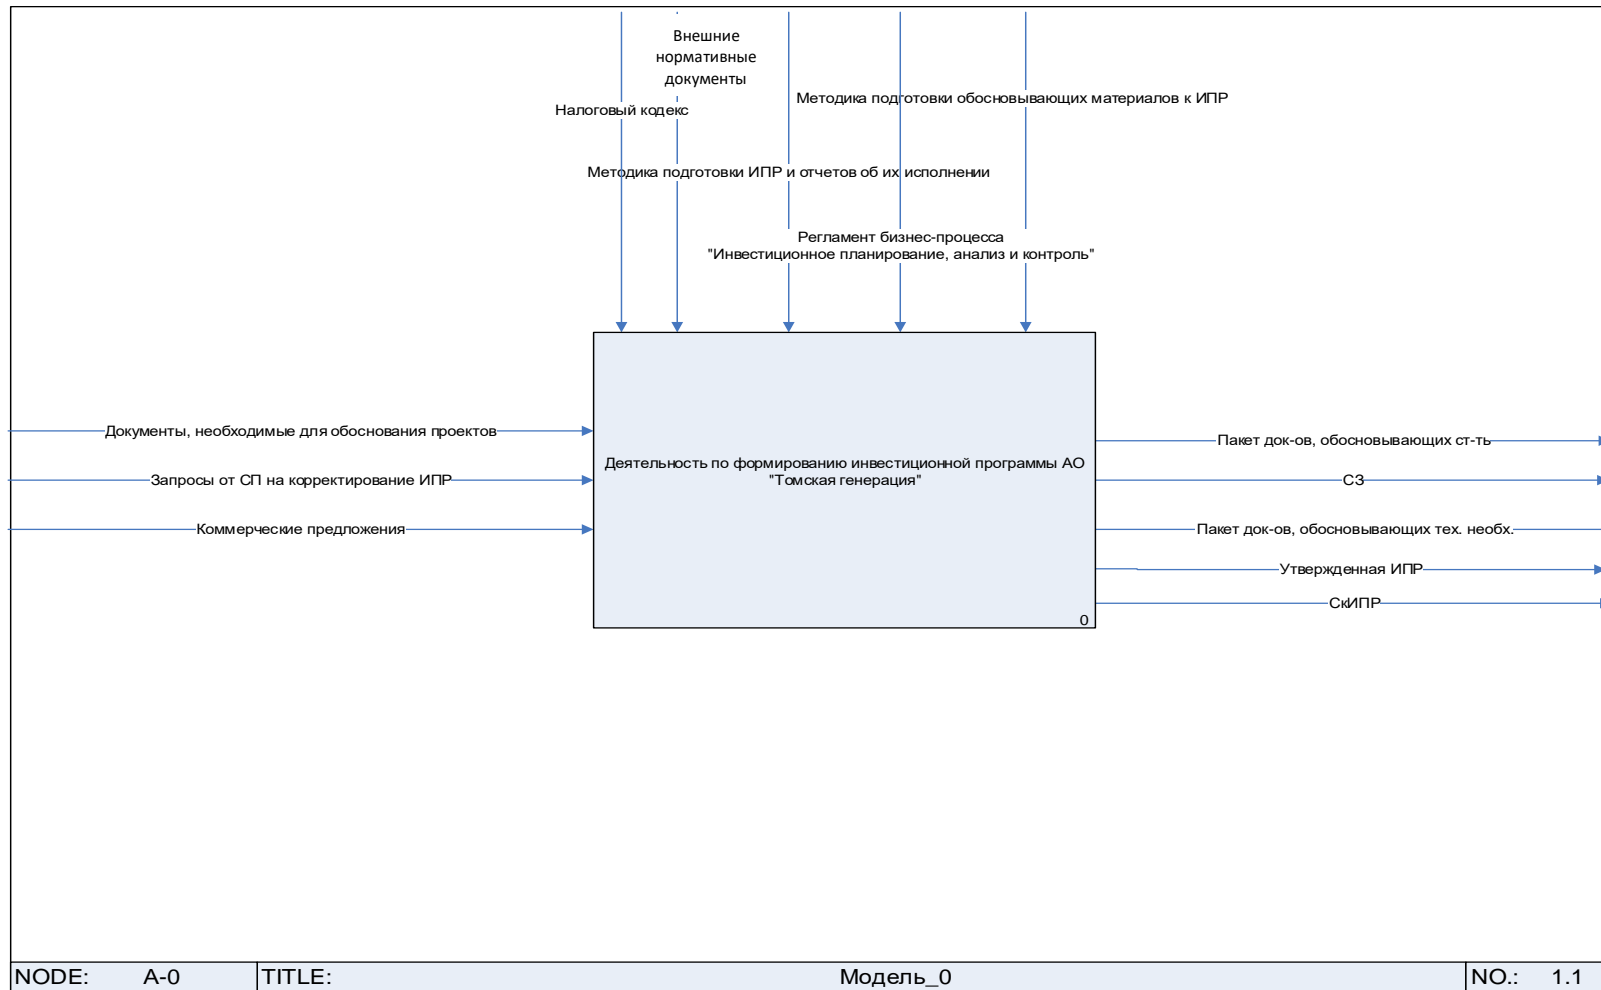 Внешние
нормативные
документы
Налоговый кодекс
Методика подготовки обосновывающих материалов к ИПР
Методика подготовки ИПР и отчетов об их исполнении
Регламент бизнес-процесса
"Инвестиционное планирование, анализ и контроль"
Документы, необходимые для обоснования проектов
Запросы от СП на корректирование ИПР
Коммерческие предложения
Деятельность по формированию инвестиционной программы АО
"Томская генерация"
0
Пакет док-ов, обосновывающих ст-ть
СЗ
Пакет док-ов, обосновывающих тех. необх.
Утвержденная ИПР
СкИПР
NODE: A-0 TITLE: Модель_0 NO.: 1.1